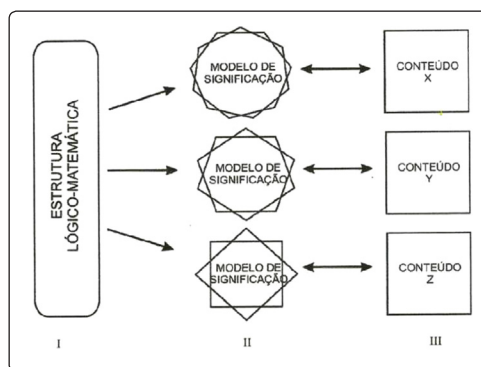 ESTRUTURA
LÓGICO-MATEMÁTICA
MODELO DE
SIGNIFICAÇÃO
CONTEÚDO
X
MODELO DE
SIGNIFICAÇÃO
CONTEÚDO
Y
MODELO DE
SIGNIFICAÇÃO
CONTEÚDO
Z
I
II
III